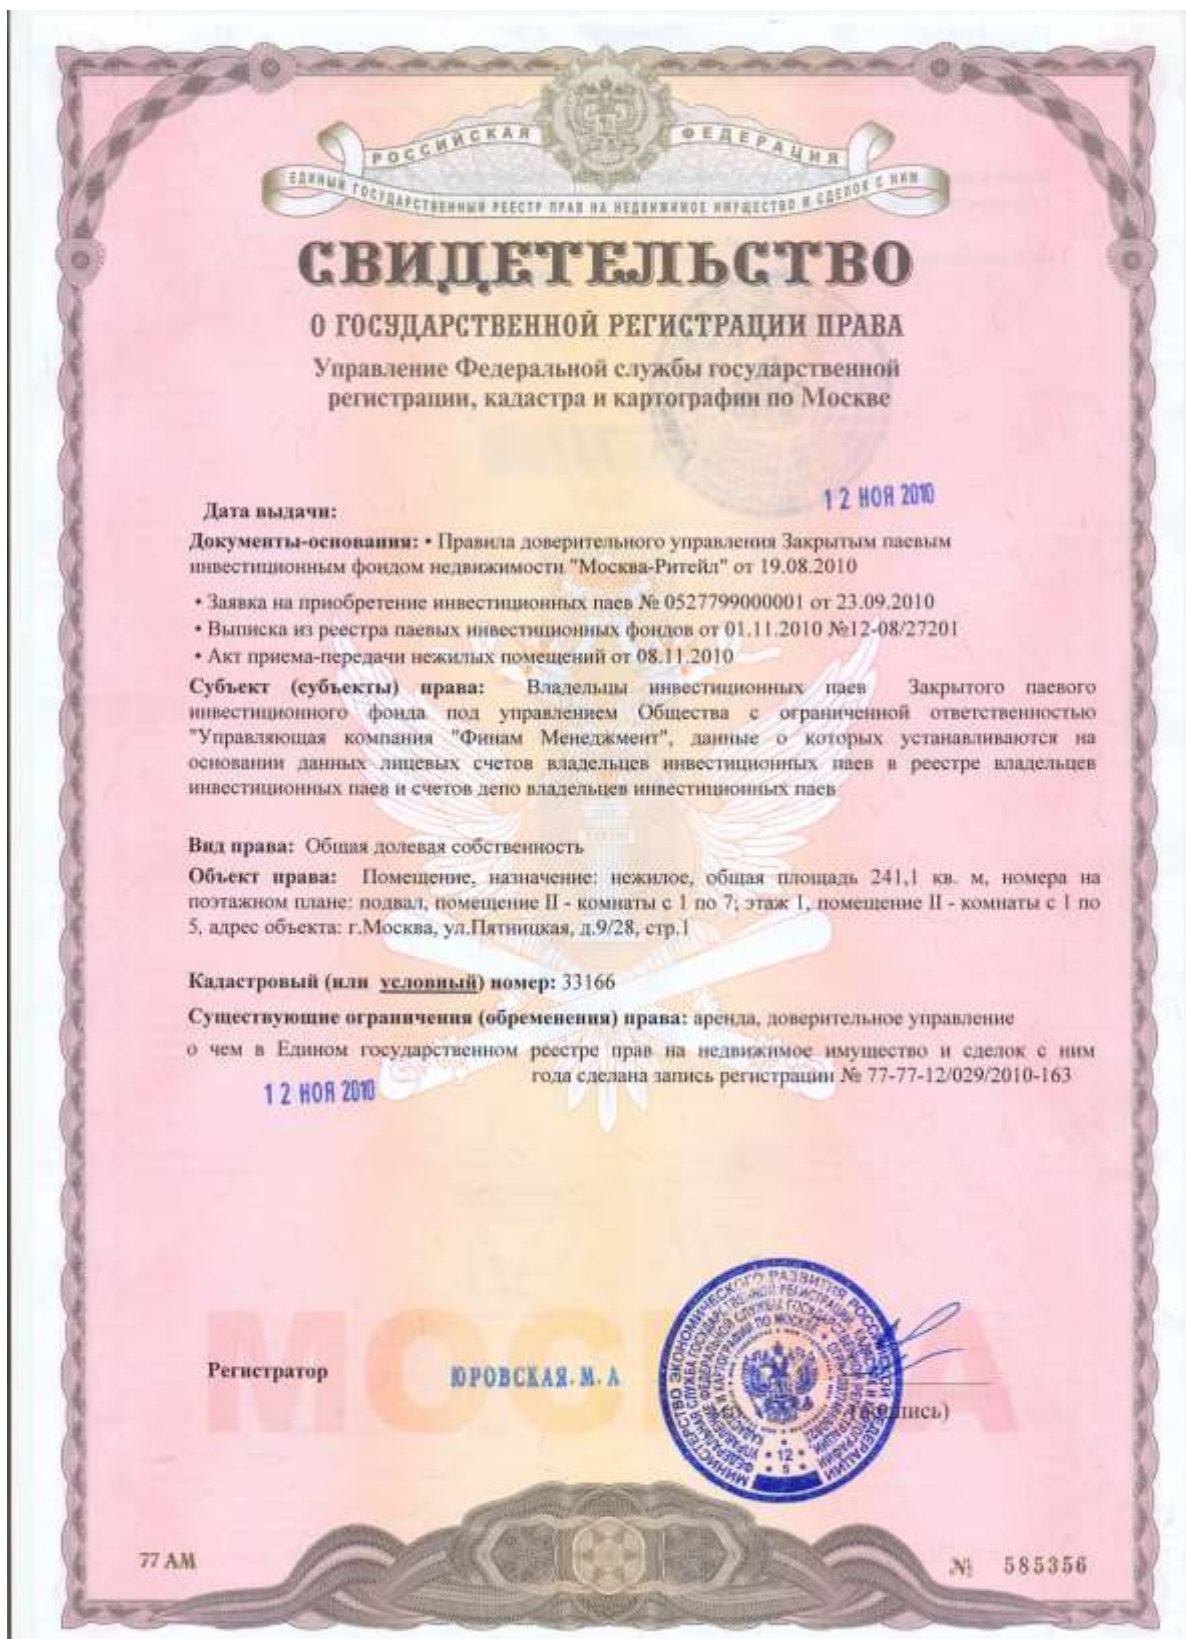 РОССИЙСКАЯ ФЕДЕРАЦИЯ
ЕДИНЫЙ ГОСУДАРСТВЕННЫЙ РЕЕСТР ПРАВ НА НЕДВИЖИМОЕ ИМУЩЕСТВО И СДЕЛОК С НИМ
СВИДЕТЕЛЬСТВО
О ГОСУДАРСТВЕННОЙ РЕГИСТРАЦИИ ПРАВА
Управление Федеральной службы государственной
регистрации, кадастра и картографии по Москве
12 НОЯ 2010
Дата выдачи:
Документы-основания: • Правила доверительного управления Закрытым паевым
инвестиционным фондом недвижимости "Москва-Ритейл" от 19.08.2010
• Заявка на приобретение инвестиционных паев № 0527799000001 от 23.09.2010
• Выписка из реестра паевых инвестиционных фондов от 01.11.2010 №12-08/27201
• Акт приема-передачи нежилых помещений от 08.11.2010
Субъект (субъекты) права: Владельцы инвестиционных паев Закрытого паевого
инвестиционного фонда под управлением Общества с ограниченной ответственностью
"Управляющая компания "Финам Менеджмент", данные о которых устанавливаются на
основании данных лицевых счетов владельцев инвестиционных паев в реестре владельцев
инвестиционных паев и счетов депо владельцев инвестиционных паев
Вид права: Общая долевая собственность
Объект права: Помещение, назначение: нежилое, общая площадь 241,1 кв. м, номера на
поэтажном плане: подвал, помещение II - комнаты с 1 по 7; этаж 1, помещение II - комнаты с 1 по
5, адрес объекта: г.Москва, ул.Пятницкая, д.9/28, стр.1
Кадастровый (или условный) номер: 33166
Существующие ограничения (обременения) права: аренда, доверительное управление
о чем в Едином государственном реестре прав на недвижимое имущество и сделок с ним
12 НОЯ 2010 года сделана запись регистрации № 77-77-12/029/2010-163
МОСКВА
Регистратор ЮРОВСКАЯ. М. А
МИНИСТЕРСТВО ЭКОНОМИЧЕСКОГО РАЗВИТИЯ РОССИЙСКОЙ ФЕДЕРАЦИИ
12
5
77 АМ № 585356